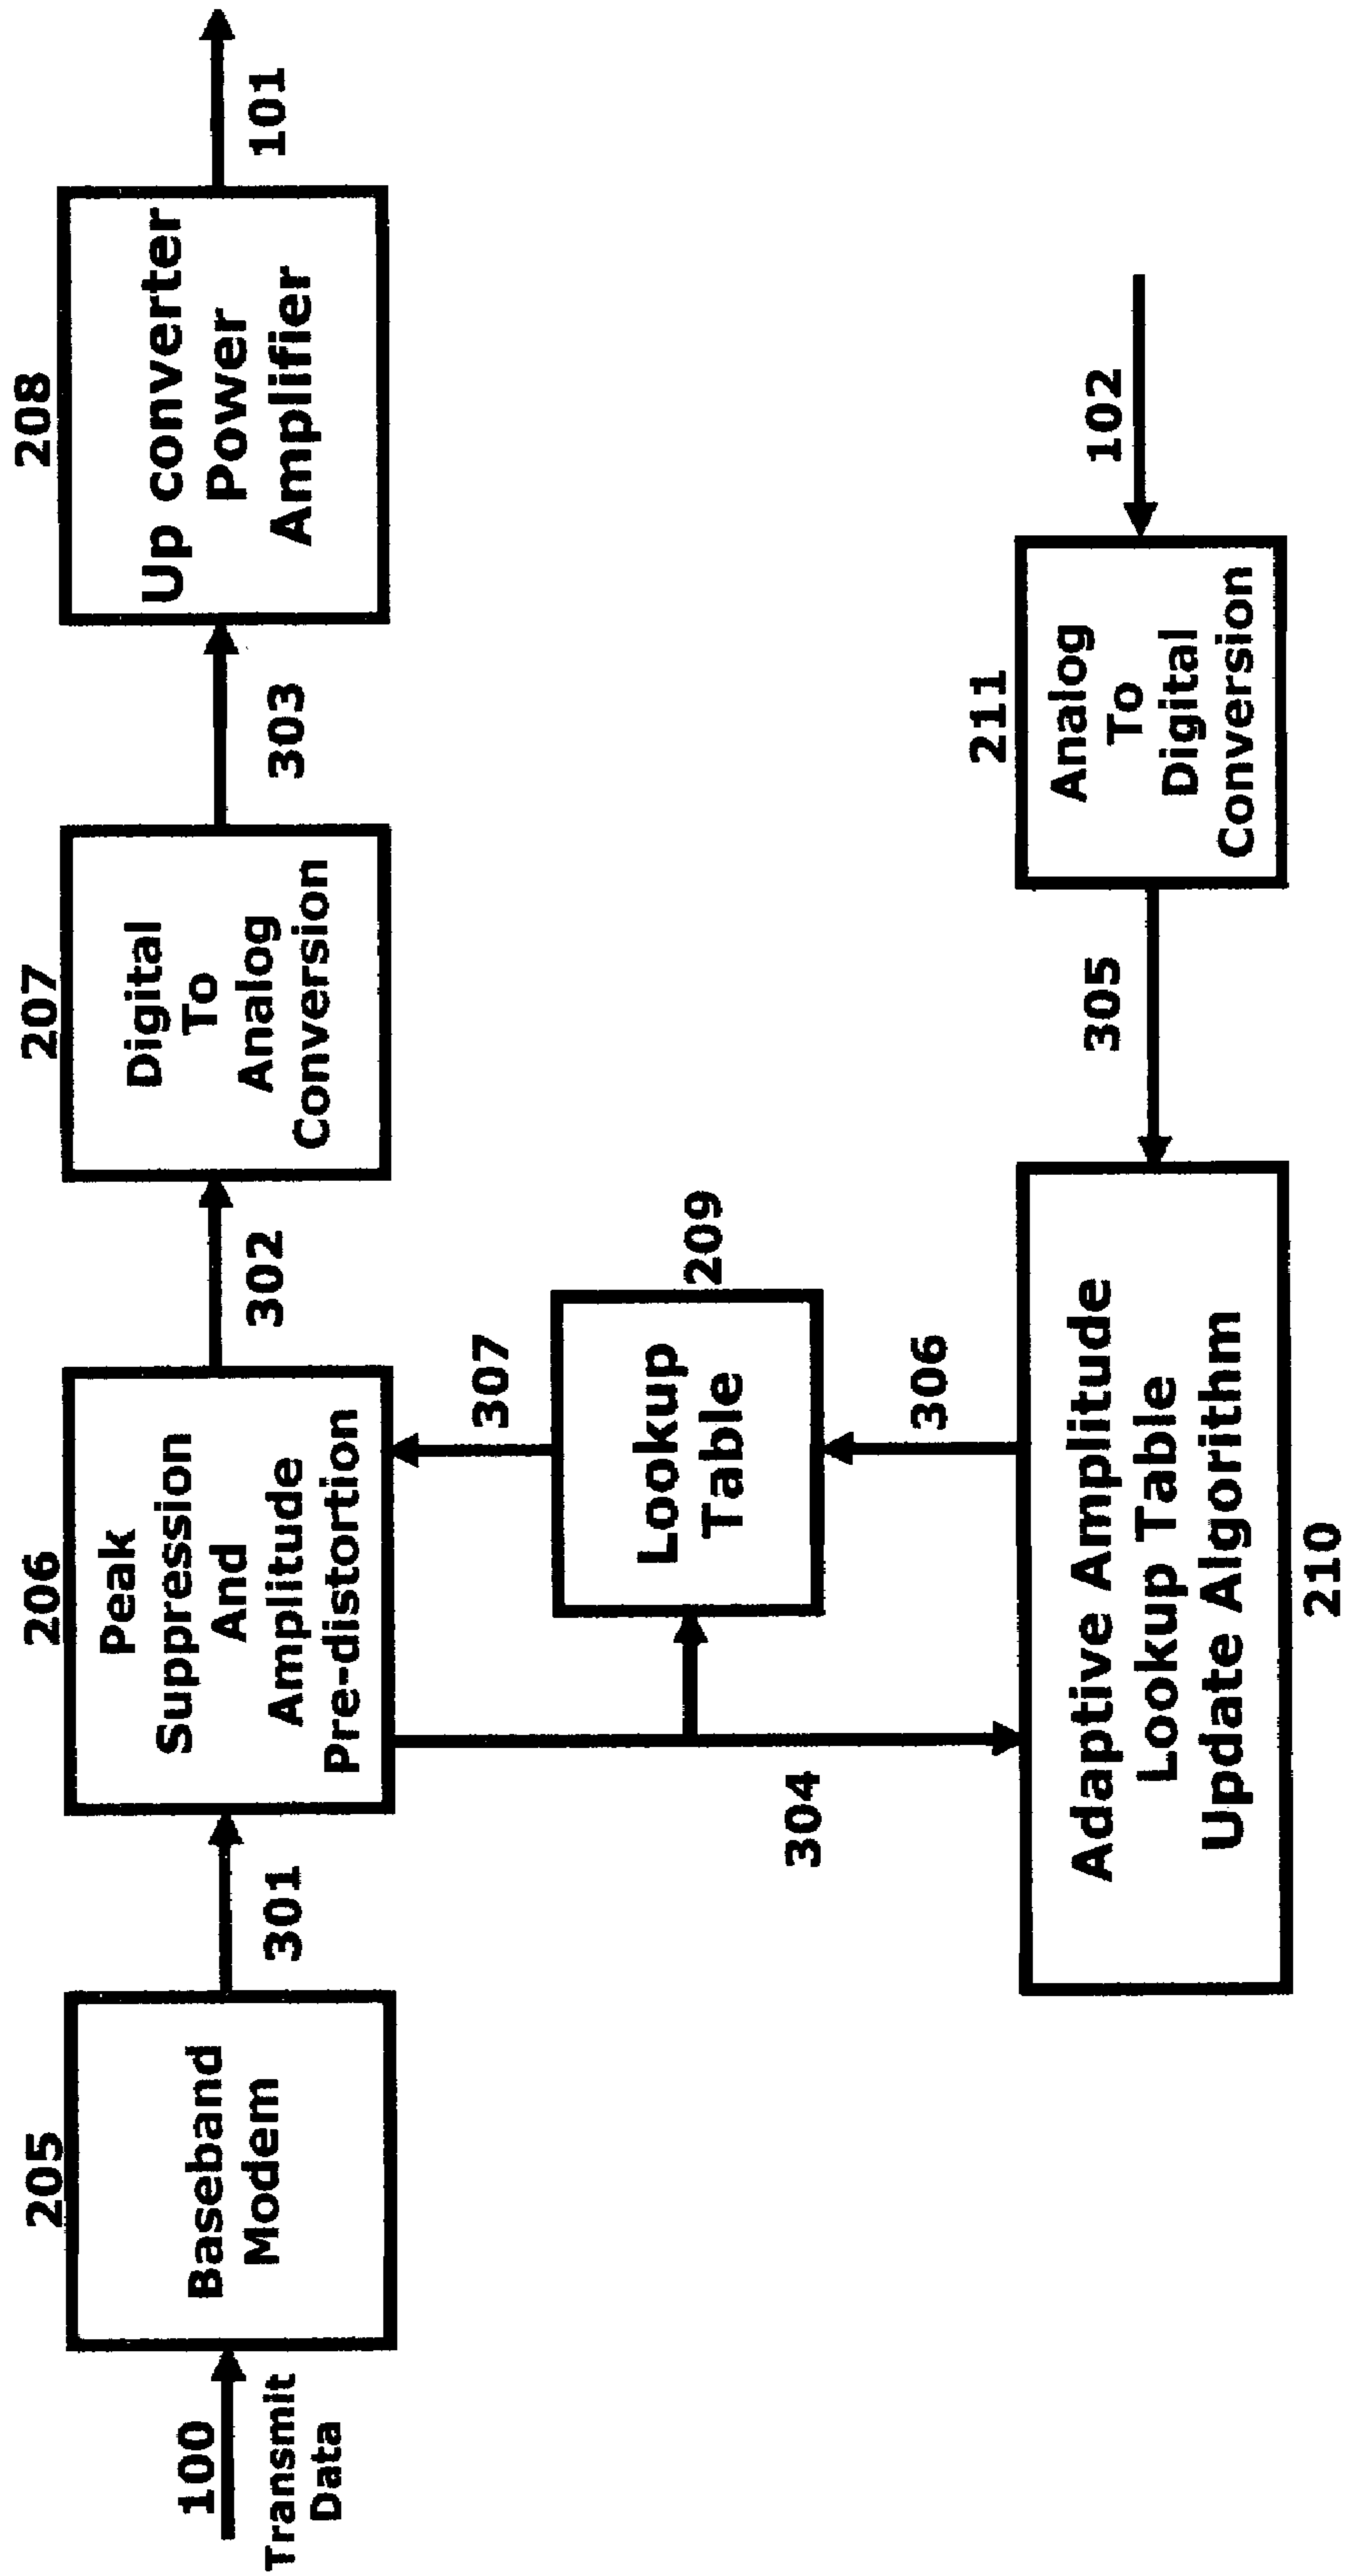 100
Transmit
Data
205
Baseband
Modem
301
206
Peak
Suppression
And
Amplitude
Pre-distortion
302
207
Digital
To
Analog
Conversion
303
208
Up converter
Power
Amplifier
101
307
Lookup
Table
209
304
306
Adaptive Amplitude
Lookup Table
Update Algorithm
210
305
211
Analog
To
Digital
Conversion
102